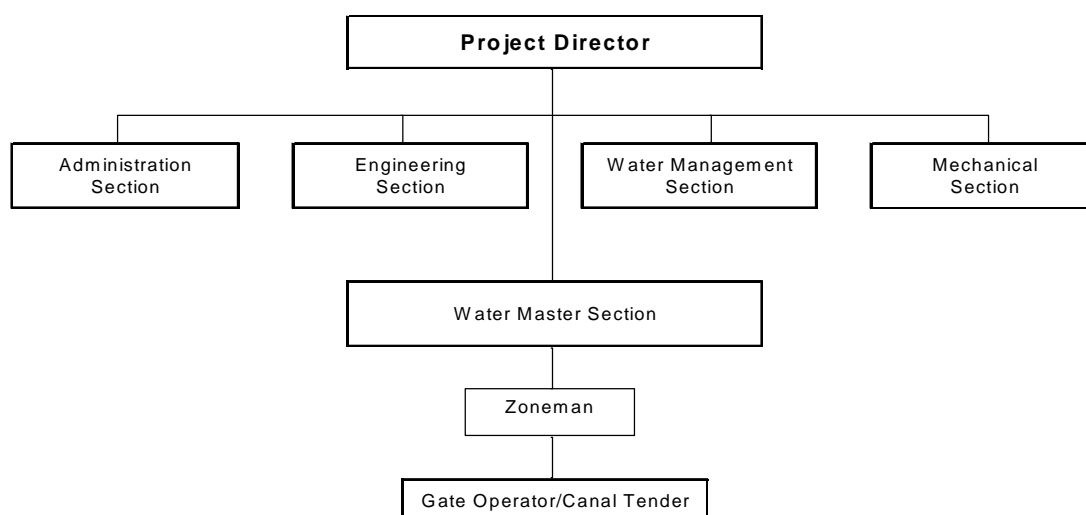 Project Director
Administration
Section
Engineering
Section
Water Management
Section
Mechanical
Section
Water Master Section
Zoneman
Gate Operator/Canal Tender